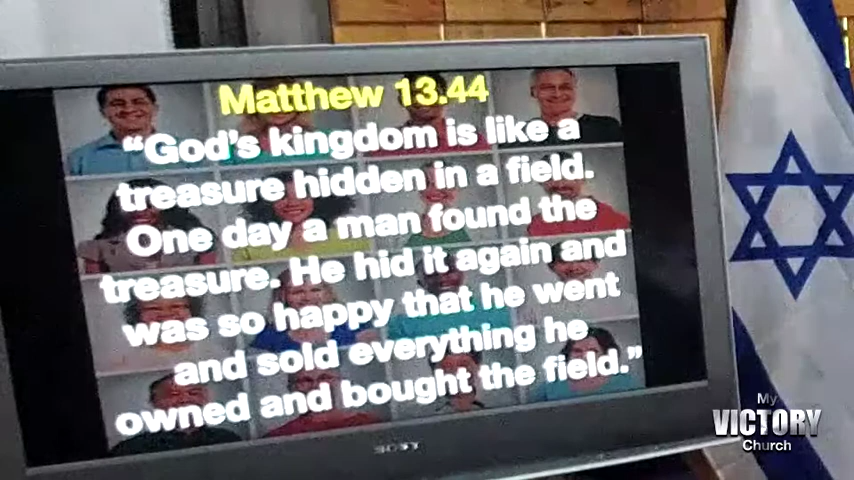 Matthew 13.44
“God's kingdom is like a
treasure hidden in a field.
One day a man found the
treasure. He hid it again and
was so happy that he went
and sold everything he
owned and bought the field.”
My
VICTORY
Church